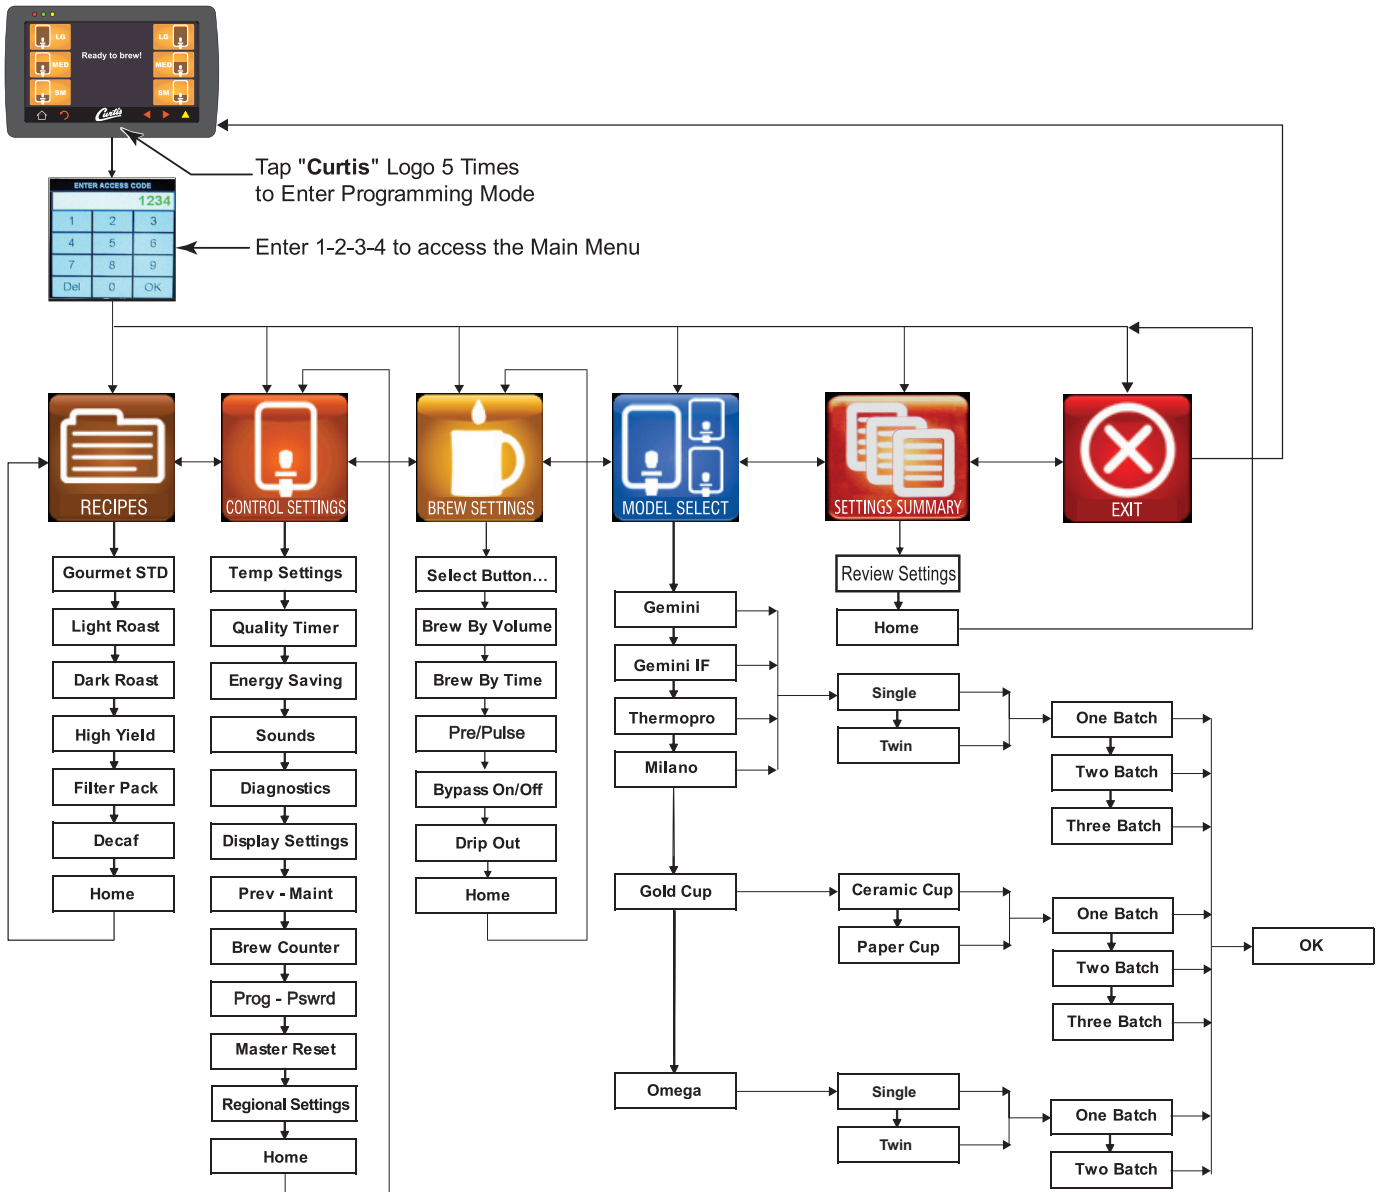 LG
LG
Ready to brew!
MED
MED
SM
SM
Curtis
Tap "Curtis" Logo 5 Times
to Enter Programming Mode
ENTER ACCESS CODE
1234
1 2 3
4 5 6
7 8 9
Del 0 OK
Enter 1-2-3-4 to access the Main Menu
RECIPES
CONTROL SETTINGS
BREW SETTINGS
MODEL SELECT
SETTINGS SUMMARY
EXIT
Gourmet STD
Light Roast
Dark Roast
High Yield
Filter Pack
Decaf
Home
Temp Settings
Quality Timer
Energy Saving
Sounds
Diagnostics
Display Settings
Prev - Maint
Brew Counter
Prog - Pswrd
Master Reset
Regional Settings
Home
Select Button...
Brew By Volume
Brew By Time
Pre/Pulse
Bypass On/Off
Drip Out
Home
Gemini
Gemini IF
Thermopro
Milano
Gold Cup
Omega
Review Settings
Home
Single
Twin
One Batch
Two Batch
Three Batch
Ceramic Cup
Paper Cup
One Batch
Two Batch
Three Batch
Single
Twin
One Batch
Two Batch
OK